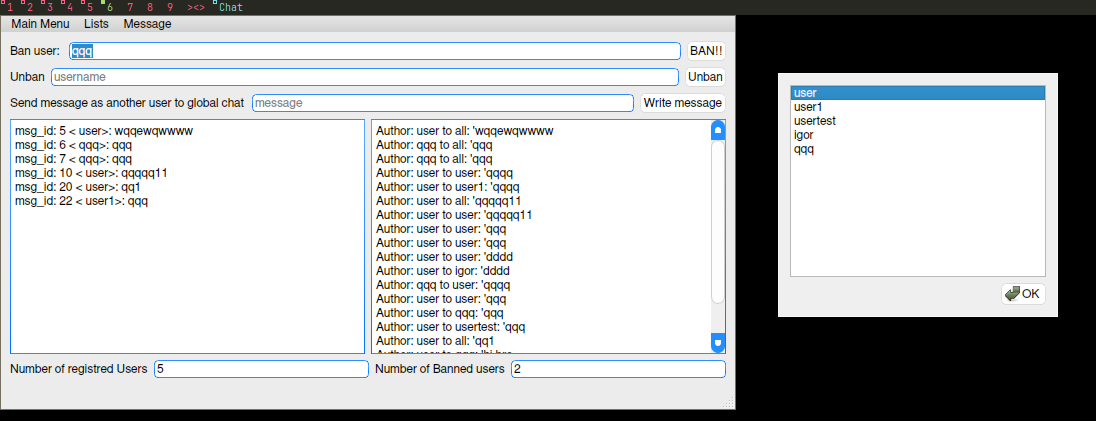 1 2 3 4 5 6 7 8 9 ><> Chat
Main Menu Lists Message
Ban user: qqq BAN!!
Unban username Unban
Send message as another user to global chat message Write message
msg_id: 5 < user>: wqqewqwwww
msg_id: 6 < qqq>: qqq
msg_id: 7 < qqq>: qqq
msg_id: 10 < user>: qqqqq11
msg_id: 20 < user>: qq1
msg_id: 22 < user1>: qqq
Author: user to all: 'wqqewqwwww
Author: qqq to all: 'qqq
Author: qqq to all: 'qqq
Author: user to user: 'qqqq
Author: user to user1: 'qqqq
Author: user to all: 'qqqqq11
Author: user to user: 'qqqqq11
Author: user to user: 'qqq
Author: user to user: 'qqq
Author: user to user: 'dddd
Author: user to igor: 'dddd
Author: qqq to user: 'qqqq
Author: user to user: 'qqq
Author: user to qqq: 'qqq
Author: user to usertest: 'qqq
Author: user to all: 'qq1
Number of registred Users 5 Number of Banned users 2
user
user1
usertest
igor
qqq
OK